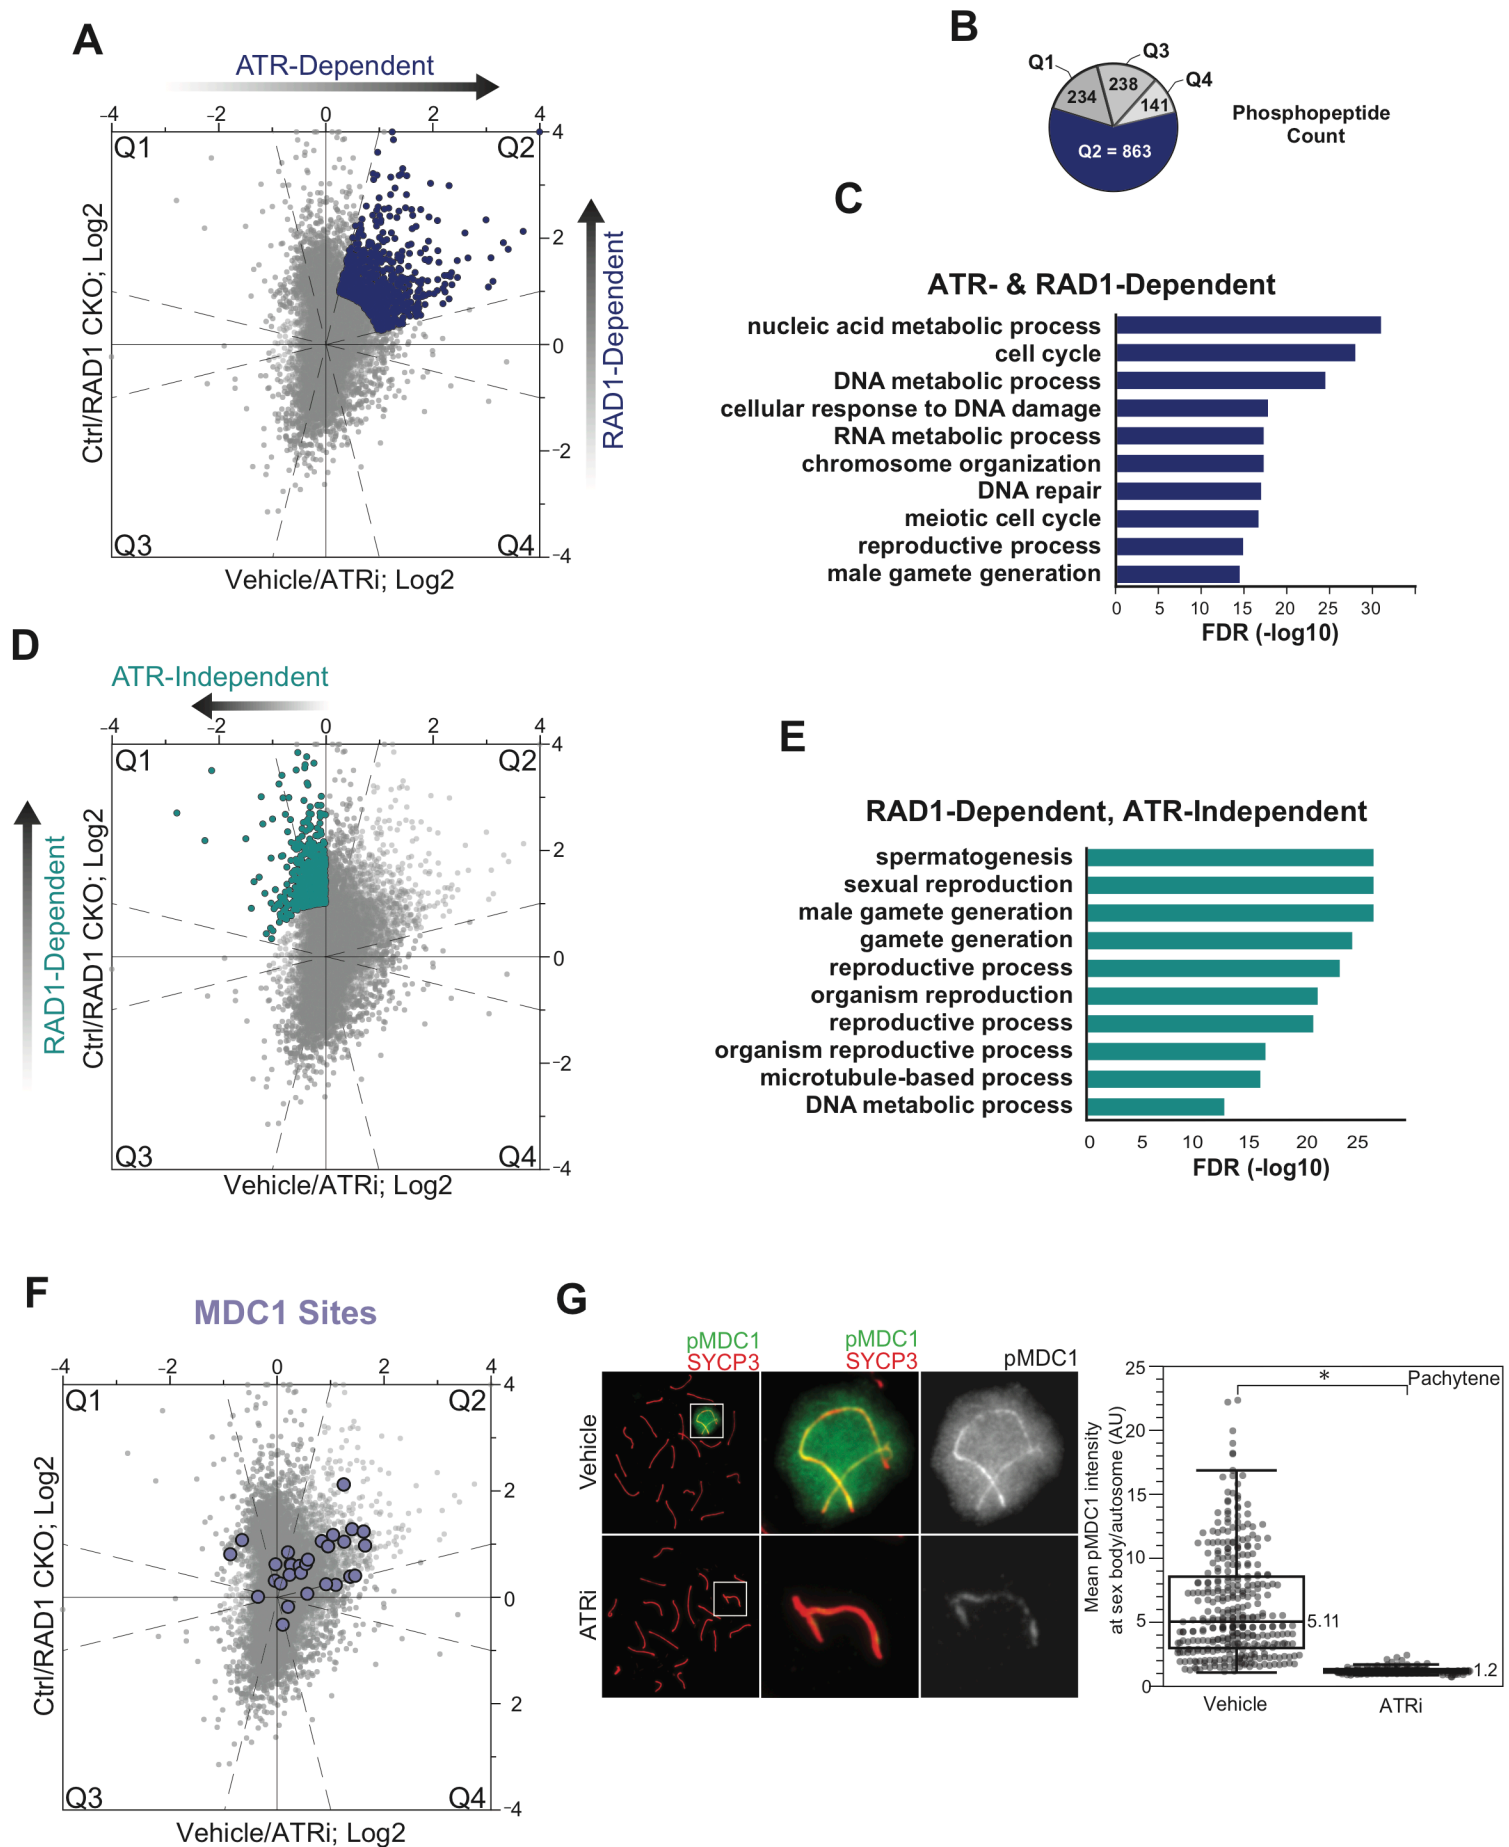 A
ATR-Dependent
−4
−2
0
2
4
Q1
Q2
4
2
0
−2
−4
Q3
Q4
Ctrl/RAD1 CKO; Log2
RAD1-Dependent
Vehicle/ATRi; Log2
B
Q1
Q3
Q4
234
238
141
Q2 = 863
Phosphopeptide
Count
C
ATR- & RAD1-Dependent
nucleic acid metabolic process
cell cycle
DNA metabolic process
cellular response to DNA damage
RNA metabolic process
chromosome organization
DNA repair
meiotic cell cycle
reproductive process
male gamete generation
0 5 10 15 20 25 30
FDR (-log10)
D
ATR-Independent
−4
−2
0
2
4
Q1
Q2
4
2
0
−2
−4
Q3
Q4
RAD1-Dependent
Ctrl/RAD1 CKO; Log2
Vehicle/ATRi; Log2
E
RAD1-Dependent, ATR-Independent
spermatogenesis
sexual reproduction
male gamete generation
gamete generation
reproductive process
organism reproduction
reproductive process
organism reproductive process
microtubule-based process
DNA metabolic process
0 5 10 15 20 25
FDR (-log10)
F
MDC1 Sites
−4
−2
0
2
4
Q1
Q2
4
2
0
2
−4
Q3
Q4
Ctrl/RAD1 CKO; Log2
Vehicle/ATRi; Log2
G
pMDC1
SYCP3
pMDC1
SYCP3
pMDC1
Vehicle
ATRi
Mean pMDC1 intensity
at sex body/autosome (AU)
25
20
15
10
5
0
*
Pachytene
5.11
1.2
Vehicle
ATRi